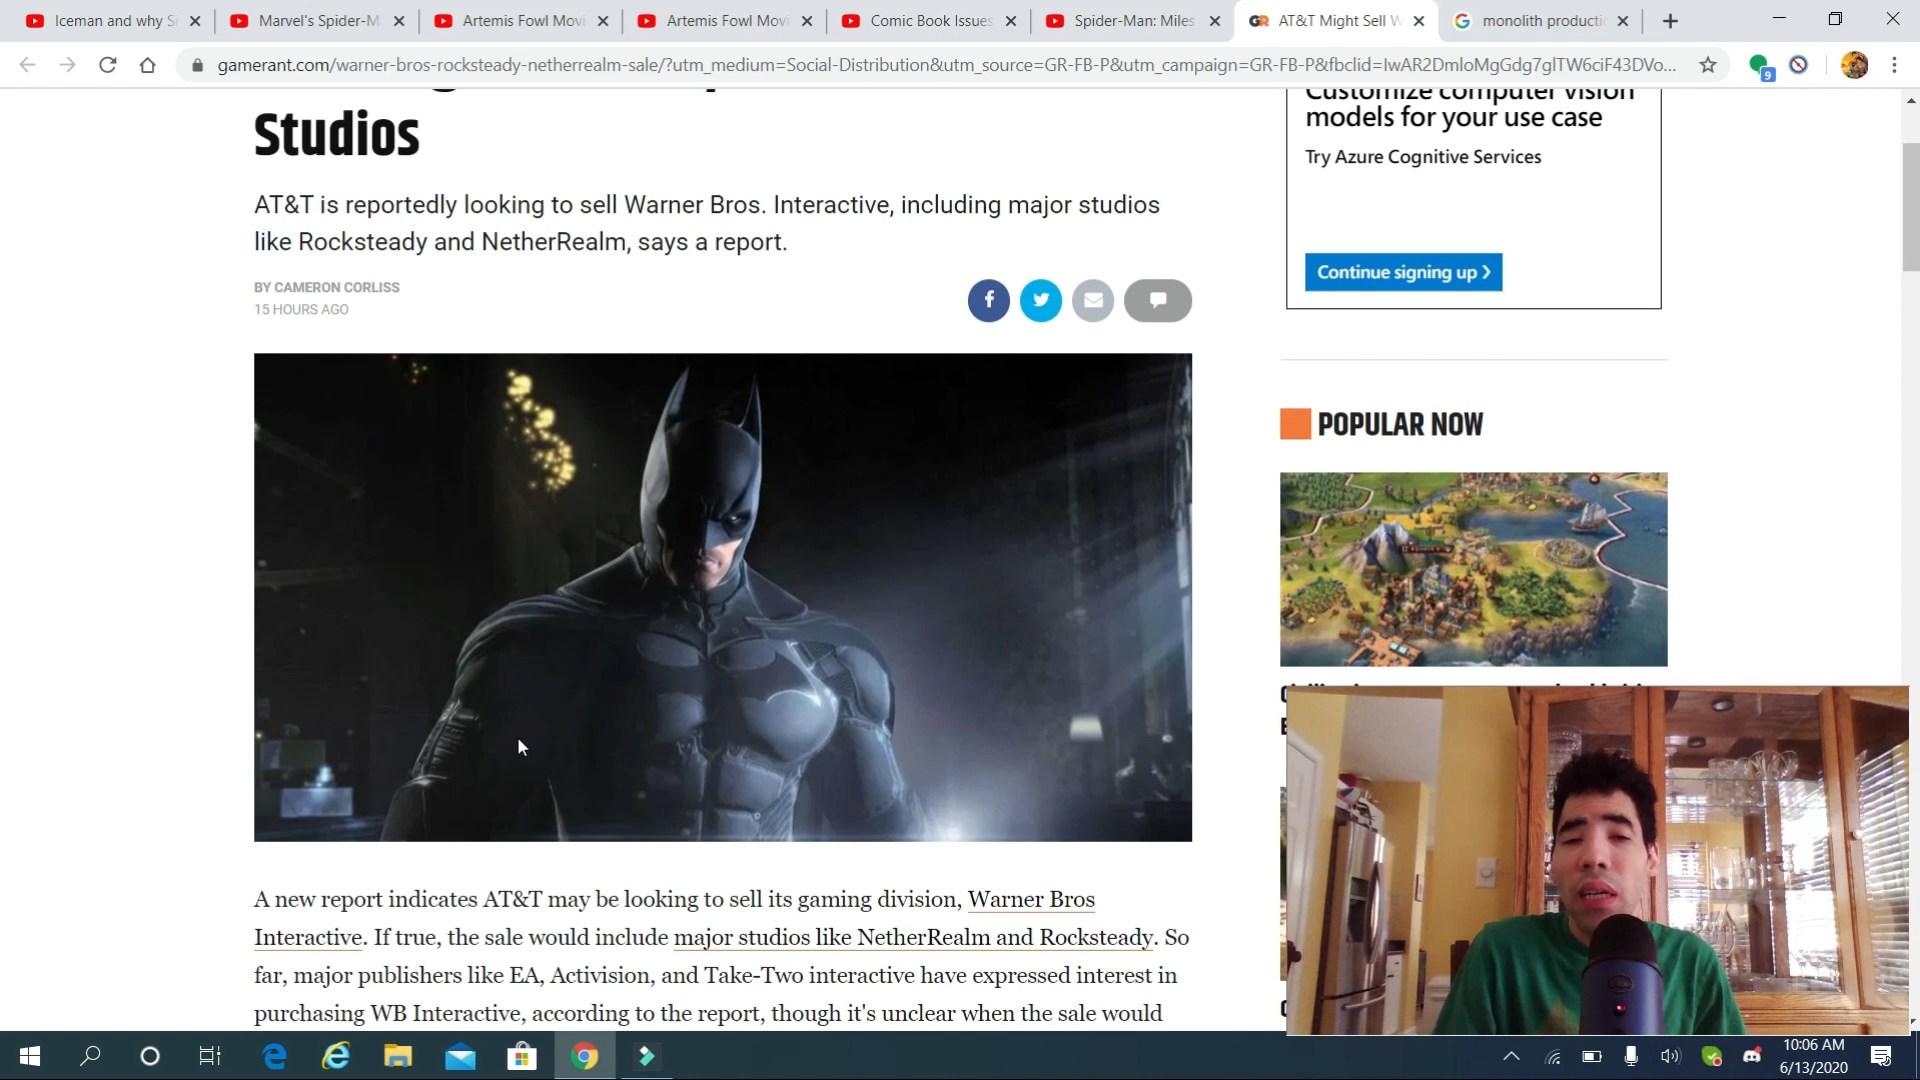 Iceman and why S
Marvel's Spider-M
Artemis Fowl Movi
Artemis Fowl Movi
Comic Book Issues
Spider-Man: Miles
GR AT&T Might Sell W
monolith producti
gamerant.com/warner-bros-rocksteady-netherrealm-sale/?utm_medium=Social-Distribution&utm_source=GR-FB-P&utm_campaign=GR-FB-P&fbclid=IwAR2DmloMgGdg7glTW6ciF43DVo...
9
Studios
AT&T is reportedly looking to sell Warner Bros. Interactive, including major studios
like Rocksteady and NetherRealm, says a report.
BY CAMERON CORLISS
15 HOURS AGO
Customize computer vision
models for your use case
Try Azure Cognitive Services
Continue signing up
POPULAR NOW
A new report indicates AT&T may be looking to sell its gaming division, Warner Bros
Interactive. If true, the sale would include major studios like NetherRealm and Rocksteady. So
far, major publishers like EA, Activision, and Take-Two interactive have expressed interest in
purchasing WB Interactive, according to the report, though it's unclear when the sale would
10:06 AM
6/13/2020